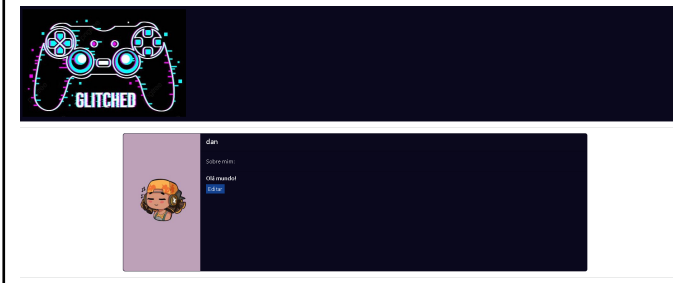 GLITCHED
dan
Sobre mim:
Olá mundo!
Editar